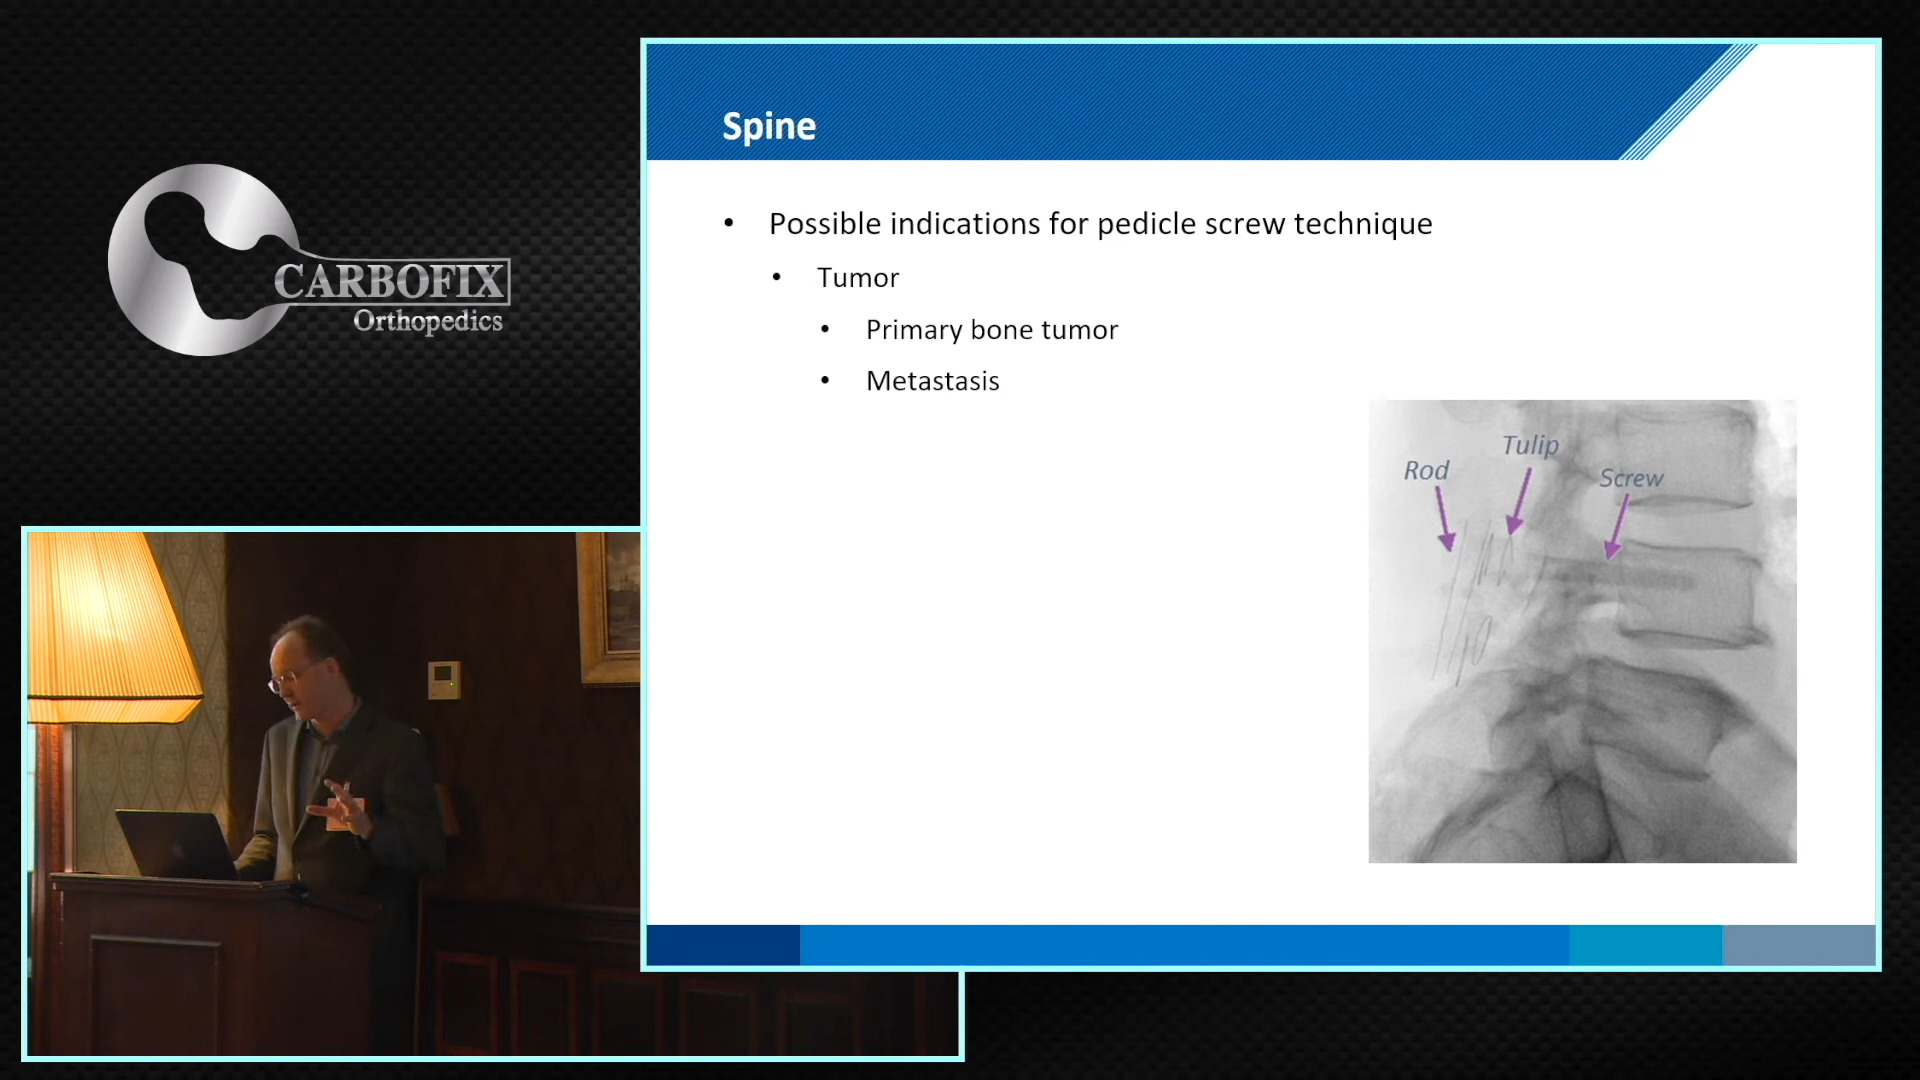 CARBOFIX
Orthopedics
Spine
• Possible indications for pedicle screw technique
• Tumor
• Primary bone tumor
• Metastasis
Rod
Tulip
Screw